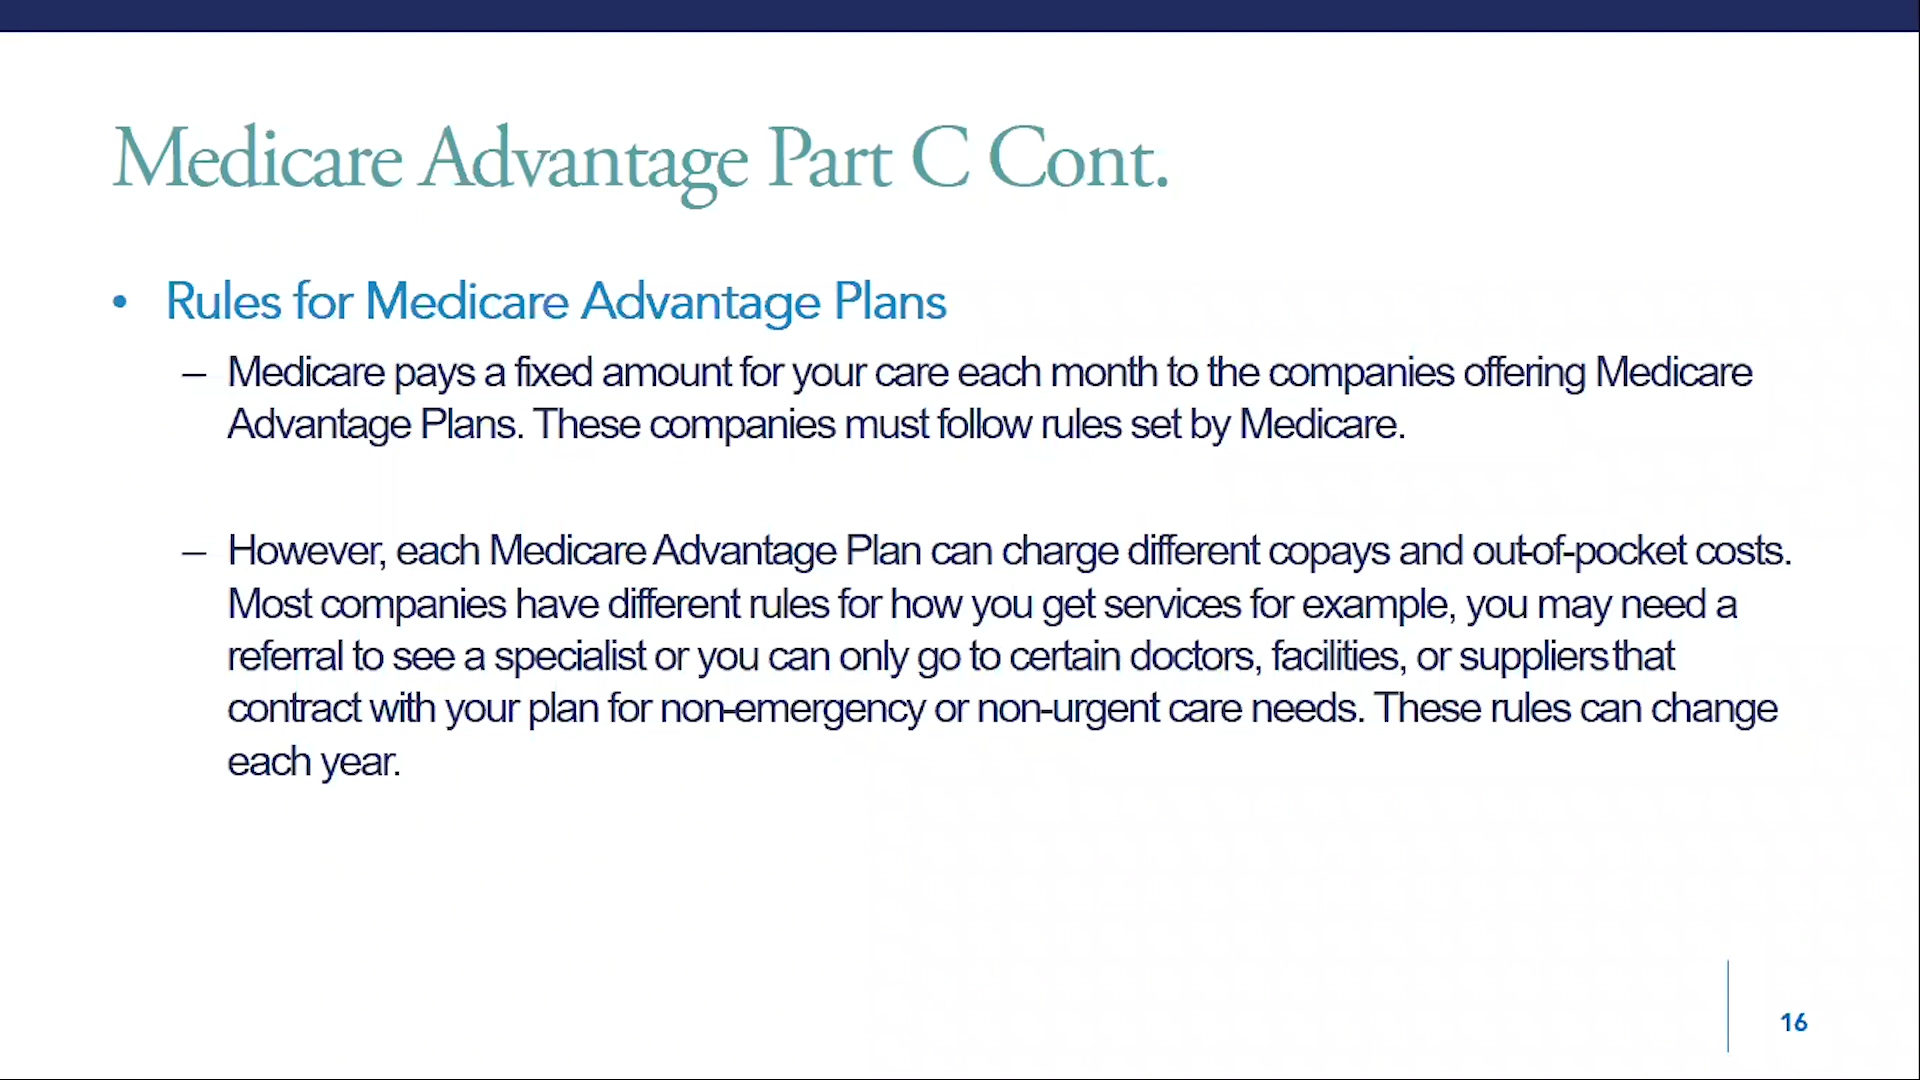 Medicare Advantage Part C Cont.
• Rules for Medicare Advantage Plans
– Medicare pays a fixed amount for your care each month to the companies offering Medicare
Advantage Plans. These companies must follow rules set by Medicare.
– However, each Medicare Advantage Plan can charge different copays and out-of-pocket costs.
Most companies have different rules for how you get services for example, you may need a
referral to see a specialist or you can only go to certain doctors, facilities, or suppliers that
contract with your plan for non-emergency or non-urgent care needs. These rules can change
each year.
16